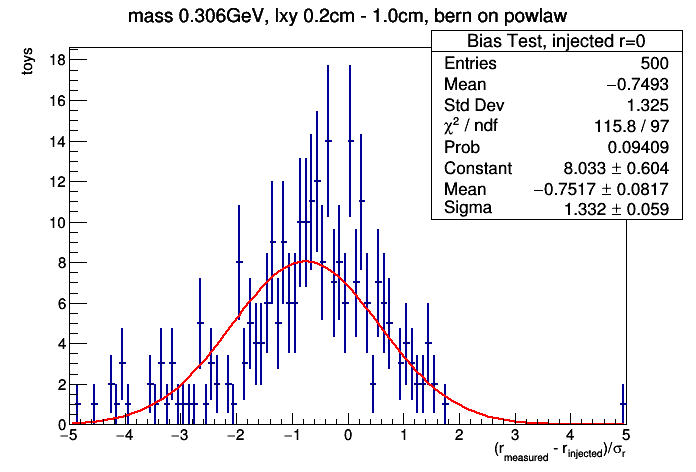 mass 0.306GeV, lxy 0.2cm - 1.0cm, bern on powlaw
toys
Bias Test, injected r=0
Entries 500
Mean −0.7493
Std Dev 1.325
χ² / ndf 115.8 / 97
Prob 0.09409
Constant 8.033 ± 0.604
Mean −0.7517 ± 0.0817
Sigma 1.332 ± 0.059
18
16
14
12
10
8
6
4
2
0
−5 −4 −3 −2 −1 0 1 2 3 4 5
(r_measured - r_injected)/σ_r